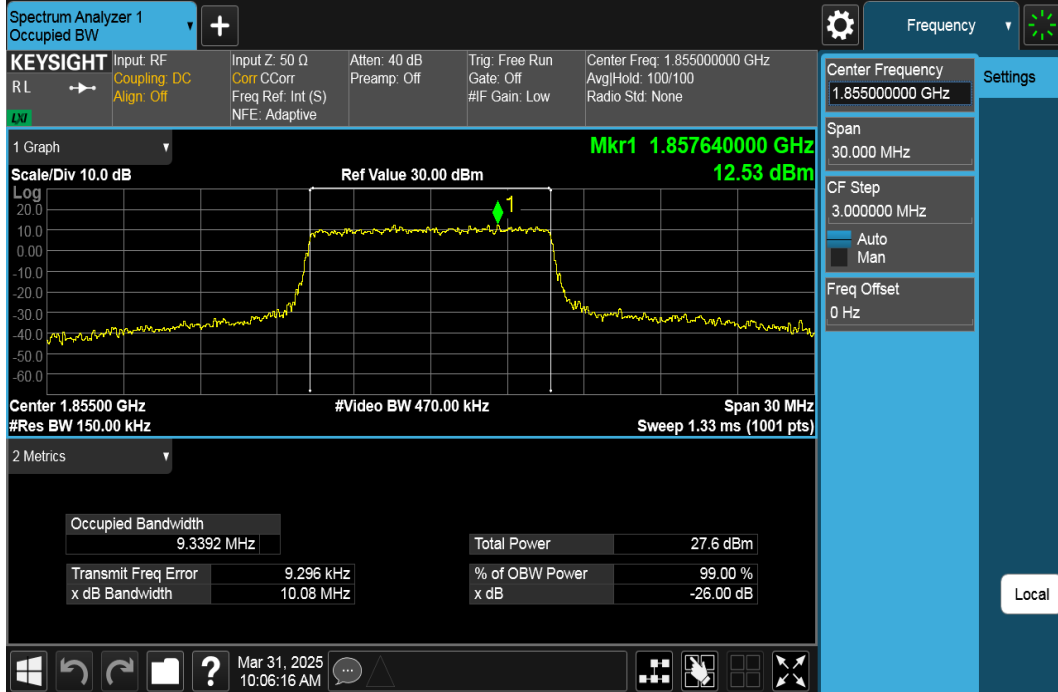 Spectrum Analyzer 1
Occupied BW
Frequency
KEYSIGHT
RL
LXI
Input: RF
Coupling: DC
Align: Off
Input Z: 50 Ω
Corr CCorr
Freq Ref: Int (S)
NFE: Adaptive
Atten: 40 dB
Preamp: Off
Trig: Free Run
Gate: Off
#IF Gain: Low
Center Freq: 1.855000000 GHz
Avg|Hold: 100/100
Radio Std: None
Center Frequency
1.855000000 GHz
Settings
Span
30.000 MHz
CF Step
3.000000 MHz
Auto
Man
Freq Offset
0 Hz
Local
1 Graph
Mkr1 1.857640000 GHz
12.53 dBm
Scale/Div 10.0 dB
Ref Value 30.00 dBm
Log
20.0
10.0
0.00
-10.0
-20.0
-30.0
-40.0
-50.0
-60.0
1
Center 1.85500 GHz
#Video BW 470.00 kHz
Span 30 MHz
#Res BW 150.00 kHz
Sweep 1.33 ms (1001 pts)
2 Metrics
Occupied Bandwidth
9.3392 MHz
Total Power 27.6 dBm
Transmit Freq Error 9.296 kHz
% of OBW Power 99.00 %
x dB Bandwidth 10.08 MHz
x dB -26.00 dB
?
Mar 31, 2025
10:06:16 AM